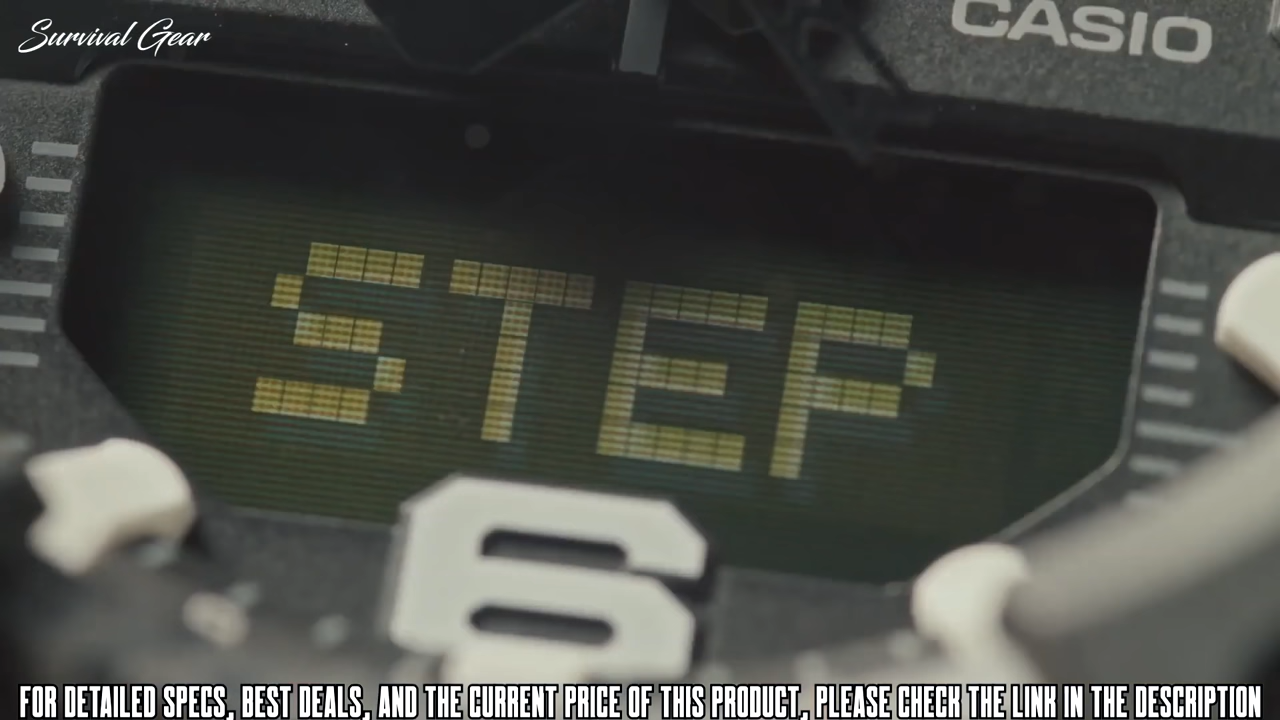 Survival Gear
CASIO
STEP
6
FOR DETAILED SPECS, BEST DEALS, AND THE CURRENT PRICE OF THIS PRODUCT, PLEASE CHECK THE LINK IN THE DESCRIPTION